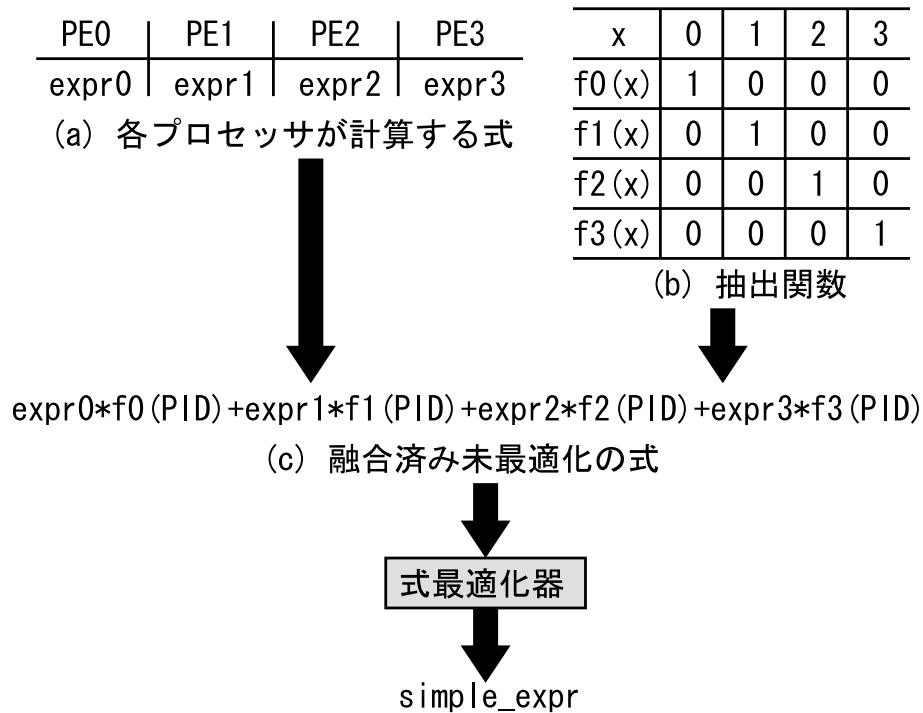 PE0 PE1 PE2 PE3
expr0 expr1 expr2 expr3
(a) 各プロセッサが計算する式
x 0 1 2 3
f0(x) 1 0 0 0
f1(x) 0 1 0 0
f2(x) 0 0 1 0
f3(x) 0 0 0 1
(b) 抽出関数
expr0*f0(PID)+expr1*f1(PID)+expr2*f2(PID)+expr3*f3(PID)
(c) 融合済み未最適化の式
式最適化器
simple_expr